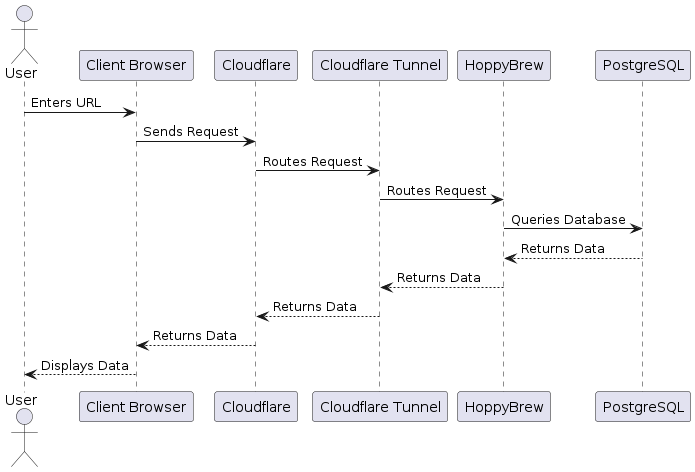 User
Client Browser
Cloudflare
Cloudflare Tunnel
HoppyBrew
PostgreSQL
Enters URL
Sends Request
Routes Request
Routes Request
Queries Database
Returns Data
Returns Data
Returns Data
Returns Data
Displays Data
User
Client Browser
Cloudflare
Cloudflare Tunnel
HoppyBrew
PostgreSQL